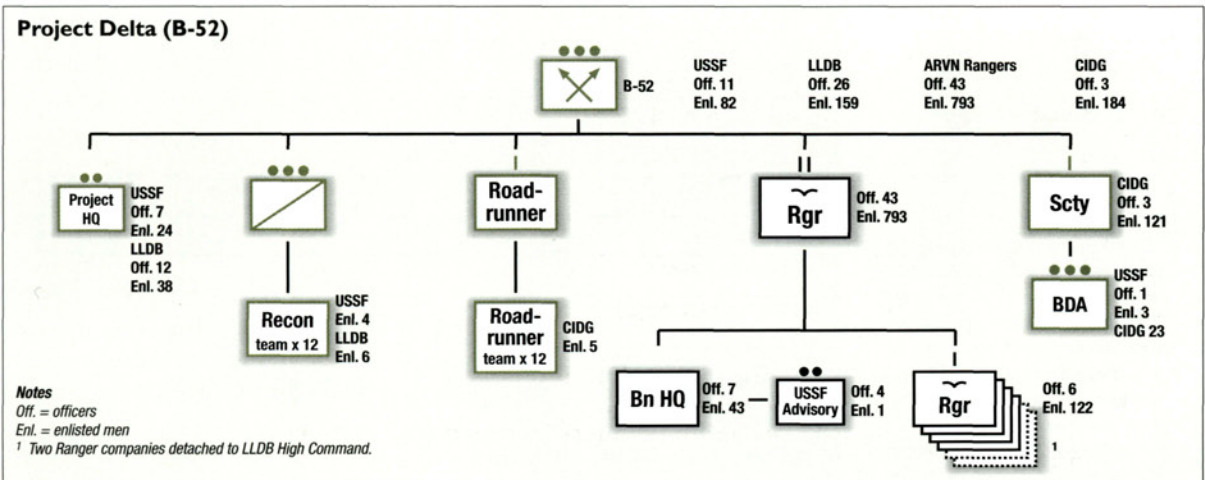 Project Delta (B-52)
B-52
USSF
Off. 11
Enl. 82
LLDB
Off. 26
Enl. 159
ARVN Rangers
Off. 43
Enl. 793
CIDG
Off. 3
Enl. 184
Project
HQ
USSF
Off. 7
Enl. 24
LLDB
Off. 12
Enl. 38
Road-
runner
Rgr
Off. 43
Enl. 793
Scty
CIDG
Off. 3
Enl. 121
Recon
team x 12
USSF
Enl. 4
LLDB
Enl. 6
Road-
runner
team x 12
CIDG
Enl. 5
BDA
USSF
Off. 1
Enl. 3
CIDG 23
Bn HQ
Off. 7
Enl. 43
USSF
Advisory
Off. 4
Enl. 1
Rgr
Off. 6
Enl. 122
1
Notes
Off. = officers
Enl. = enlisted men
1 Two Ranger companies detached to LLDB High Command.